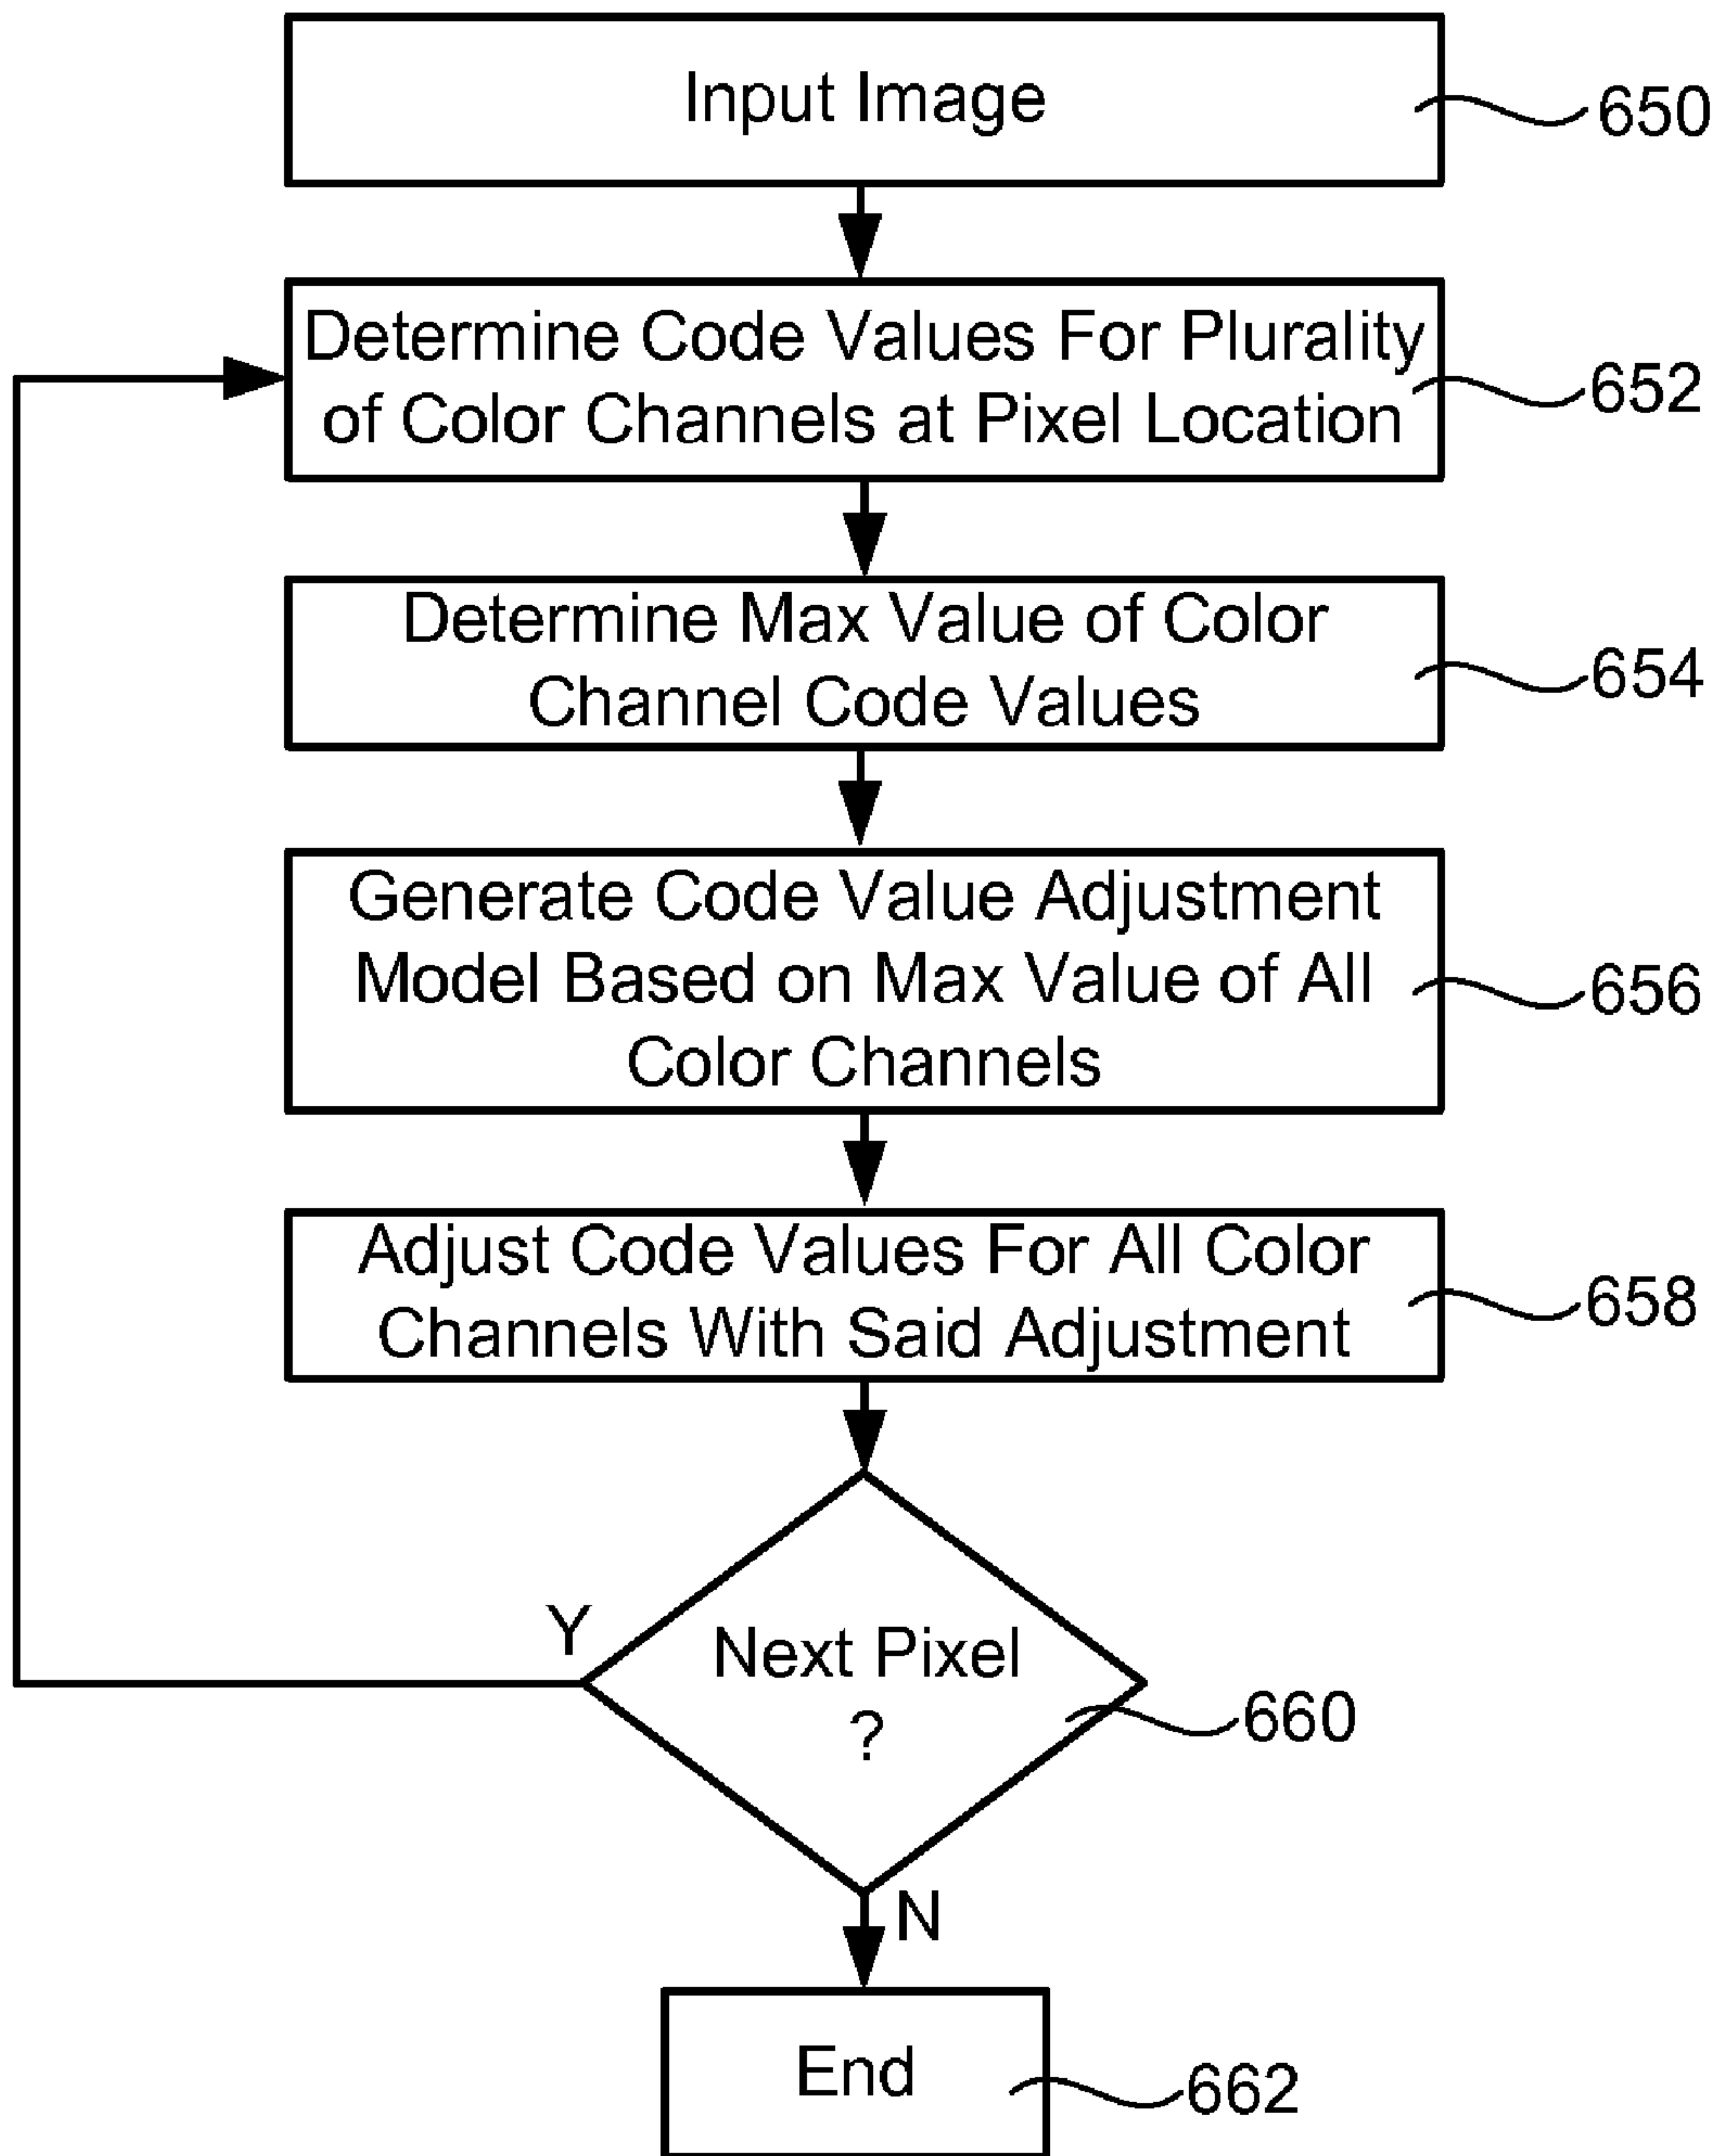 Input Image
650
Determine Code Values For Plurality
of Color Channels at Pixel Location
652
Determine Max Value of Color
Channel Code Values
654
Generate Code Value Adjustment
Model Based on Max Value of All
Color Channels
656
Adjust Code Values For All Color
Channels With Said Adjustment
658
Y
Next Pixel
?
660
N
End
662